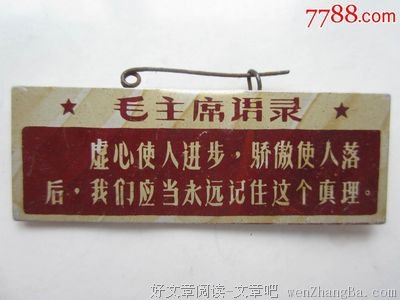 7788.com
★毛主席语录★
虚心使人进步,骄傲使人落
后,我们应当永远记住这个真理。
好文章阅读-文章吧 wenZhangBa.com